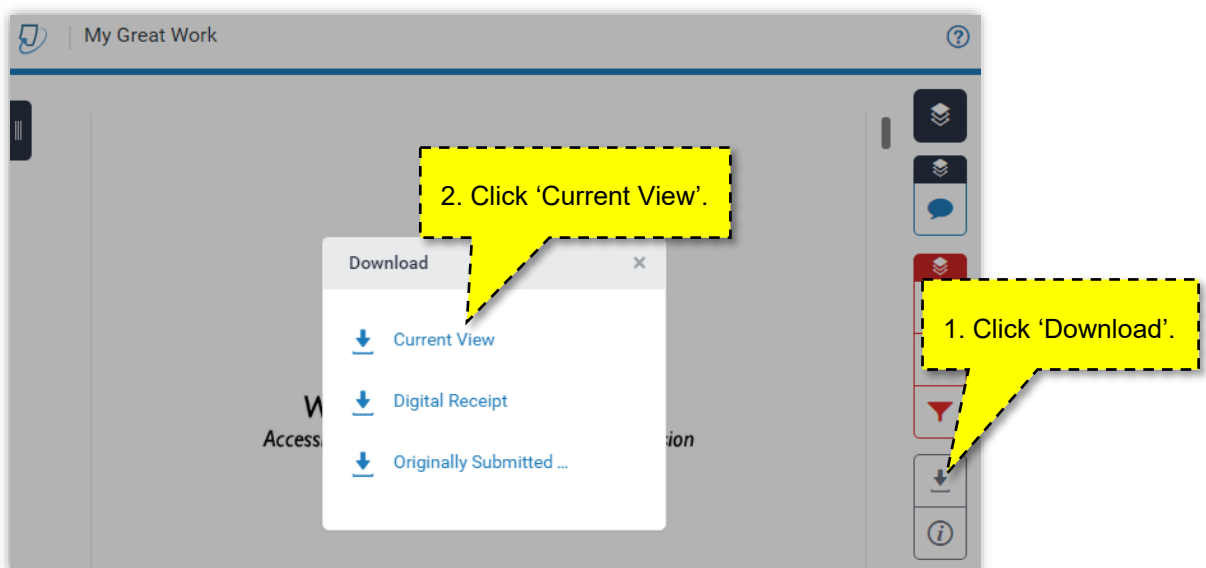 My Great Work
2. Click ‘Current View’.
Download
1. Click ‘Download’.
Current View
Digital Receipt
Originally Submitted ...